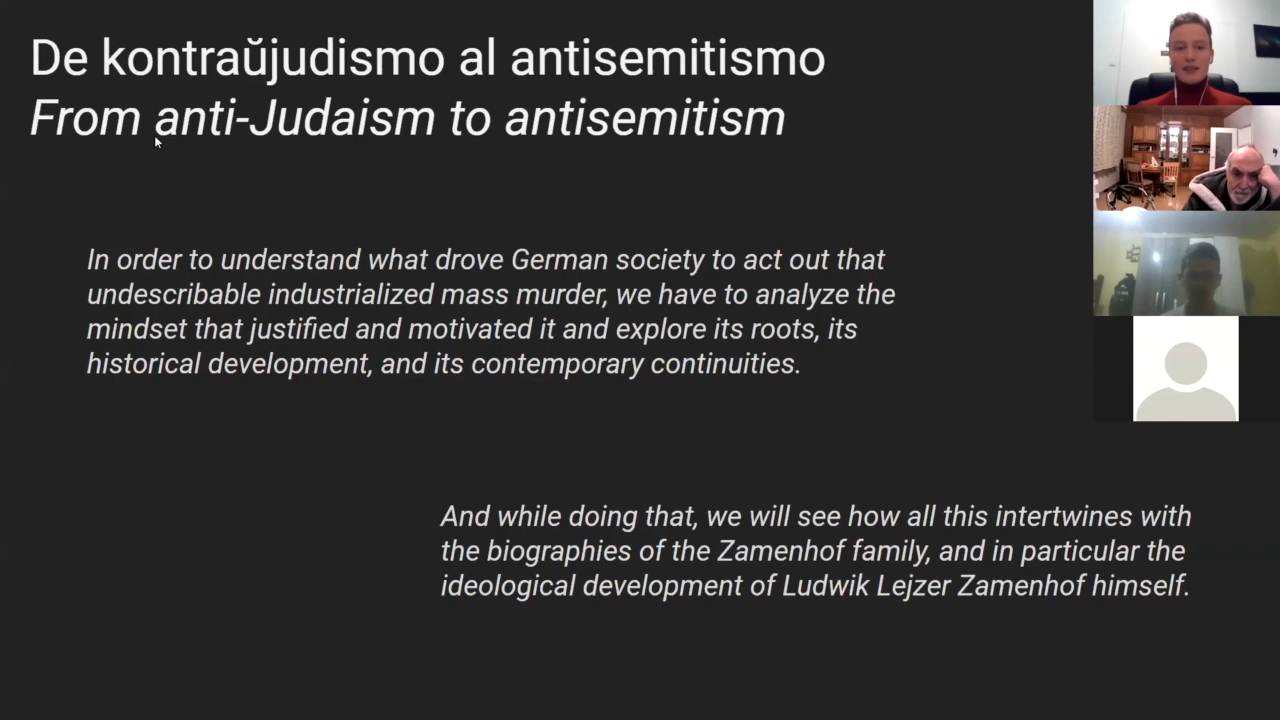 De kontraŭjudismo al antisemitismo
From anti-Judaism to antisemitism
In order to understand what drove German society to act out that
undescribable industrialized mass murder, we have to analyze the
mindset that justified and motivated it and explore its roots, its
historical development, and its contemporary continuities.
And while doing that, we will see how all this intertwines with
the biographies of the Zamenhof family, and in particular the
ideological development of Ludwik Lejzer Zamenhof himself.